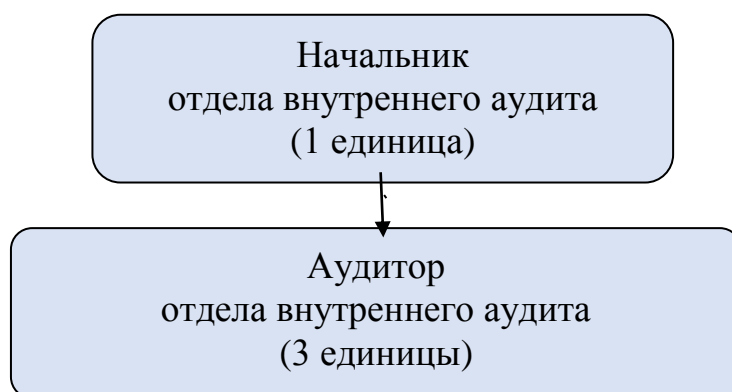 Начальник
отдела внутреннего аудита
(1 единица)
Аудитор
отдела внутреннего аудита
(3 единицы)